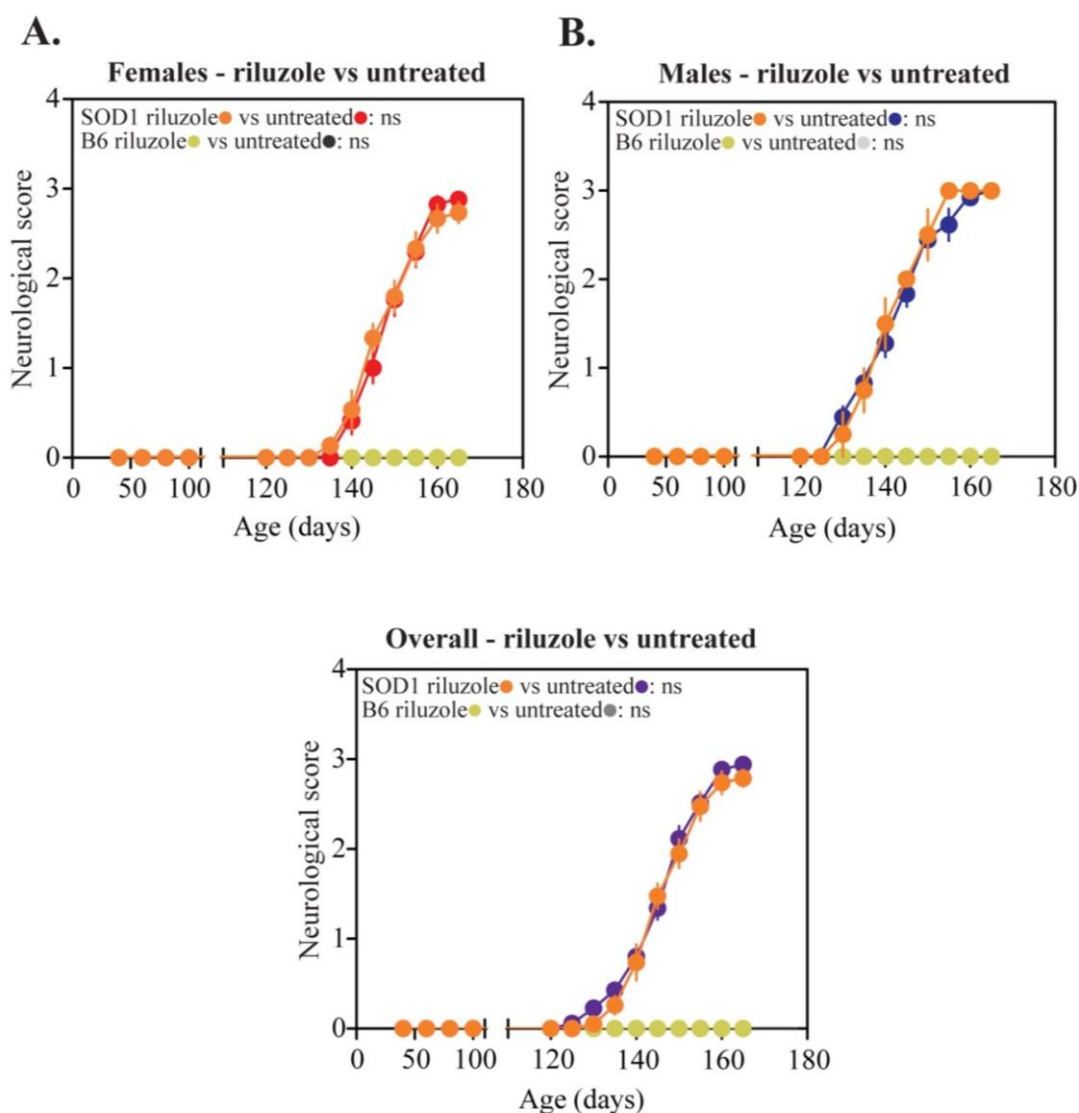 A.
Females - riluzole vs untreated
4
SOD1 riluzole vs untreated: ns
B6 riluzole vs untreated: ns
3
2
1
0
Neurological score
0 50 100 120 140 160 180
Age (days)
B.
Males - riluzole vs untreated
4
SOD1 riluzole vs untreated: ns
B6 riluzole vs untreated: ns
3
2
1
0
Neurological score
0 50 100 120 140 160 180
Age (days)
Overall - riluzole vs untreated
4
SOD1 riluzole vs untreated: ns
B6 riluzole vs untreated: ns
3
2
1
0
Neurological score
0 50 100 120 140 160 180
Age (days)